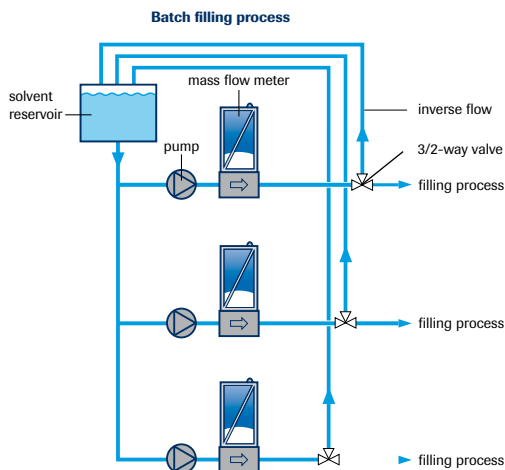 Batch filling process
mass flow meter
solvent
reservoir
inverse flow
pump
3/2-way valve
filling process
filling process
filling process